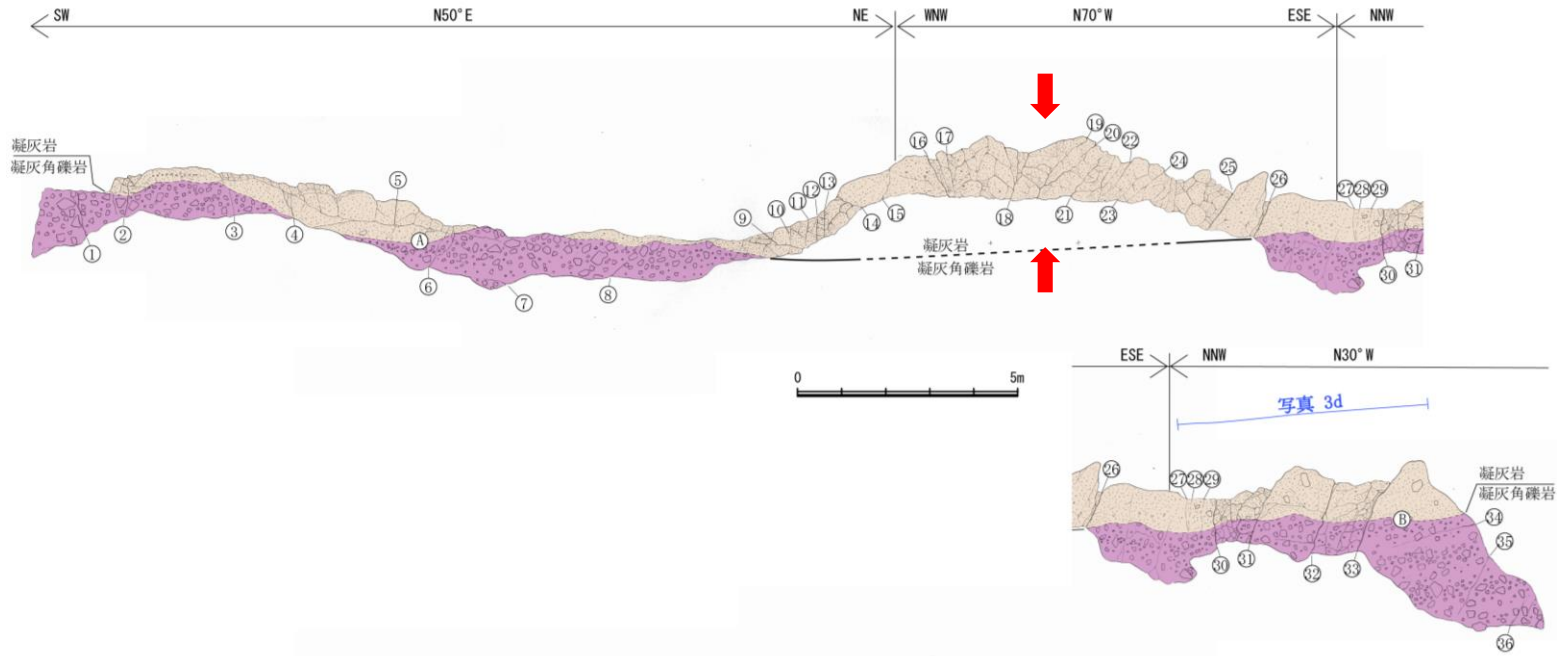 SW N50°E NE WNW N70°W ESE NNW
凝灰岩
凝灰角礫岩
① ② ③ ④ ⑤ Ⓐ ⑥ ⑦ ⑧ ⑨ ⑩ ⑪ ⑫ ⑬ ⑭ ⑮ ⑯ ⑰ ⑱ ⑲ ⑳ ㉑ ㉒ ㉓ ㉔ ㉕ ㉖ ㉗ ㉘ ㉙ ㉚ ㉛
凝灰岩
凝灰角礫岩
0 5m
ESE NNW N30°W
写真 3d
㉖ ㉗ ㉘ ㉙ ㉚ ㉛ ㉜ ㉝ Ⓑ ㉞ ㉟ ㊱
凝灰岩
凝灰角礫岩